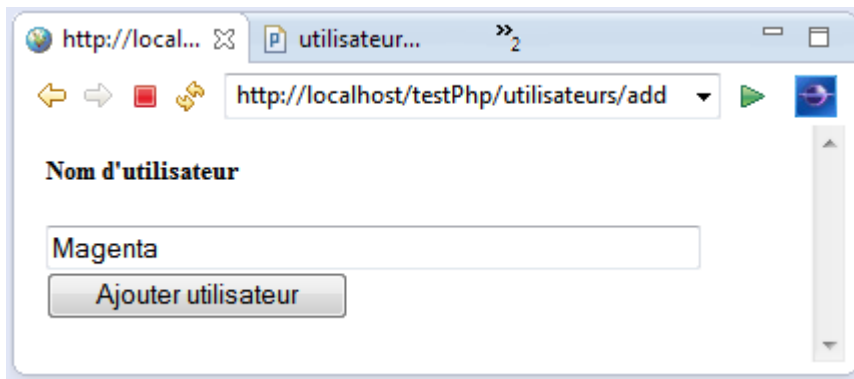 http://local... utilisateur... »2
http://localhost/testPhp/utilisateurs/add
Nom d'utilisateur
Magenta
Ajouter utilisateur